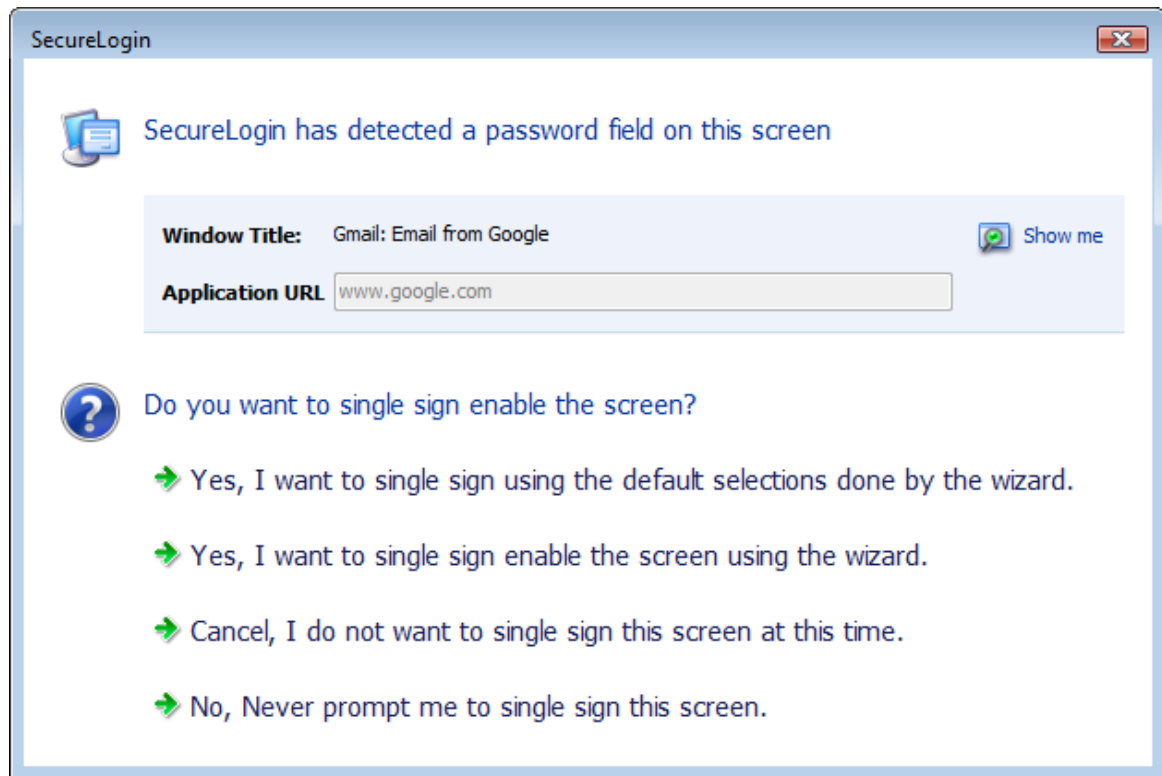 SecureLogin
SecureLogin has detected a password field on this screen
Window Title: Gmail: Email from Google Show me
Application URL www.google.com
Do you want to single sign enable the screen?
Yes, I want to single sign using the default selections done by the wizard.
Yes, I want to single sign enable the screen using the wizard.
Cancel, I do not want to single sign this screen at this time.
No, Never prompt me to single sign this screen.